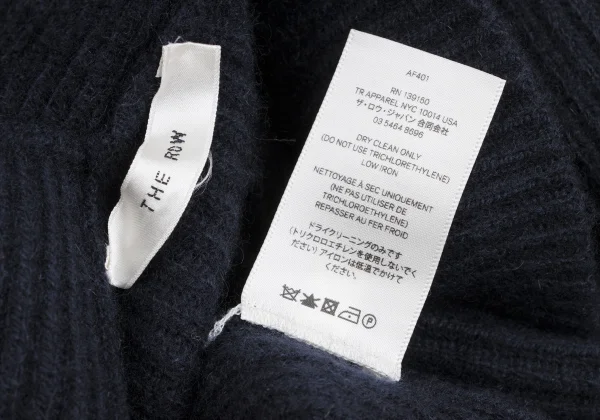 THE ROW
AF401
RN 139160
TR APPAREL NYC 10014 USA
ザ・ロウ・ジャパン 合同会社
03 5464 8696
DRY CLEAN ONLY
(DO NOT USE TRICHLORETHYLENE)
LOW IRON
NETTOYAGE À SEC UNIQUEMENT
(NE PAS UTILISER DE
TRICHLOROETHYLENE)
REPASSER AU FER FROID
ドライクリーニングのみです
(トリクロロエチレンを使用しないでく
ださい) アイロンは低温でかけて
ください。
P